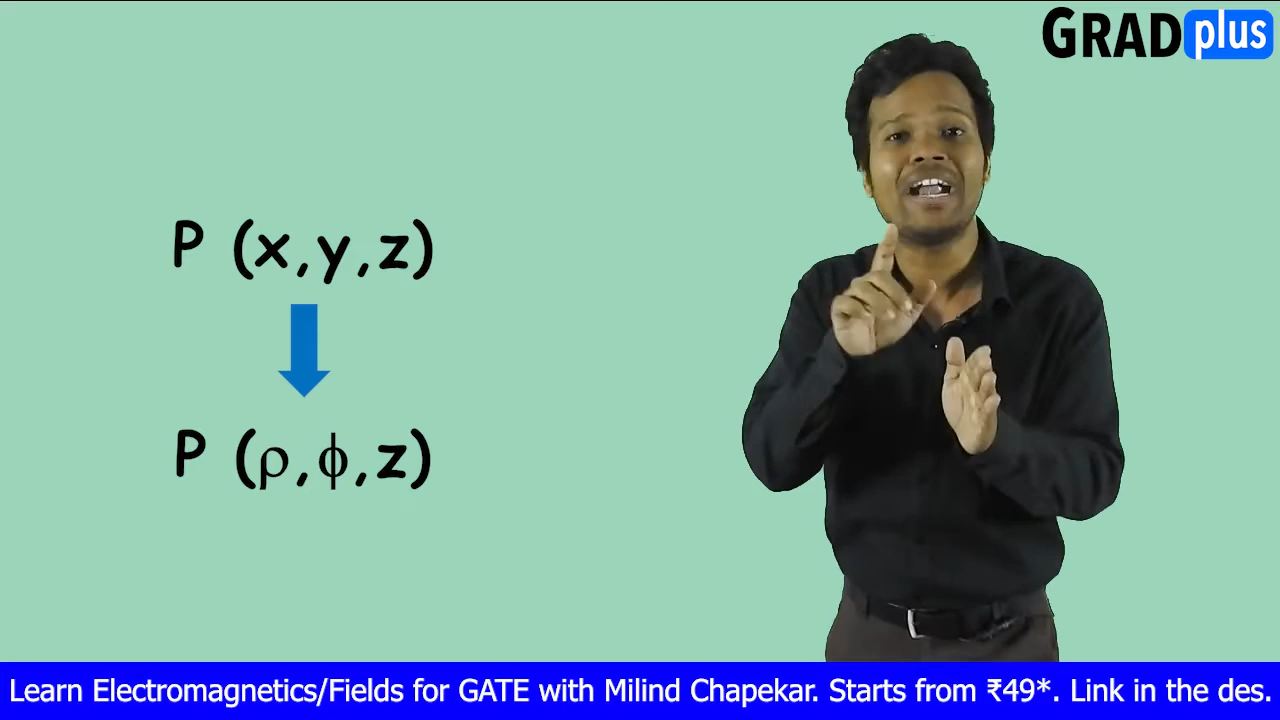 GRADplus
P (x,y,z)
P (ρ,ϕ,z)
Learn Electromagnetics/Fields for GATE with Milind Chapekar. Starts from ₹49*. Link in the des.